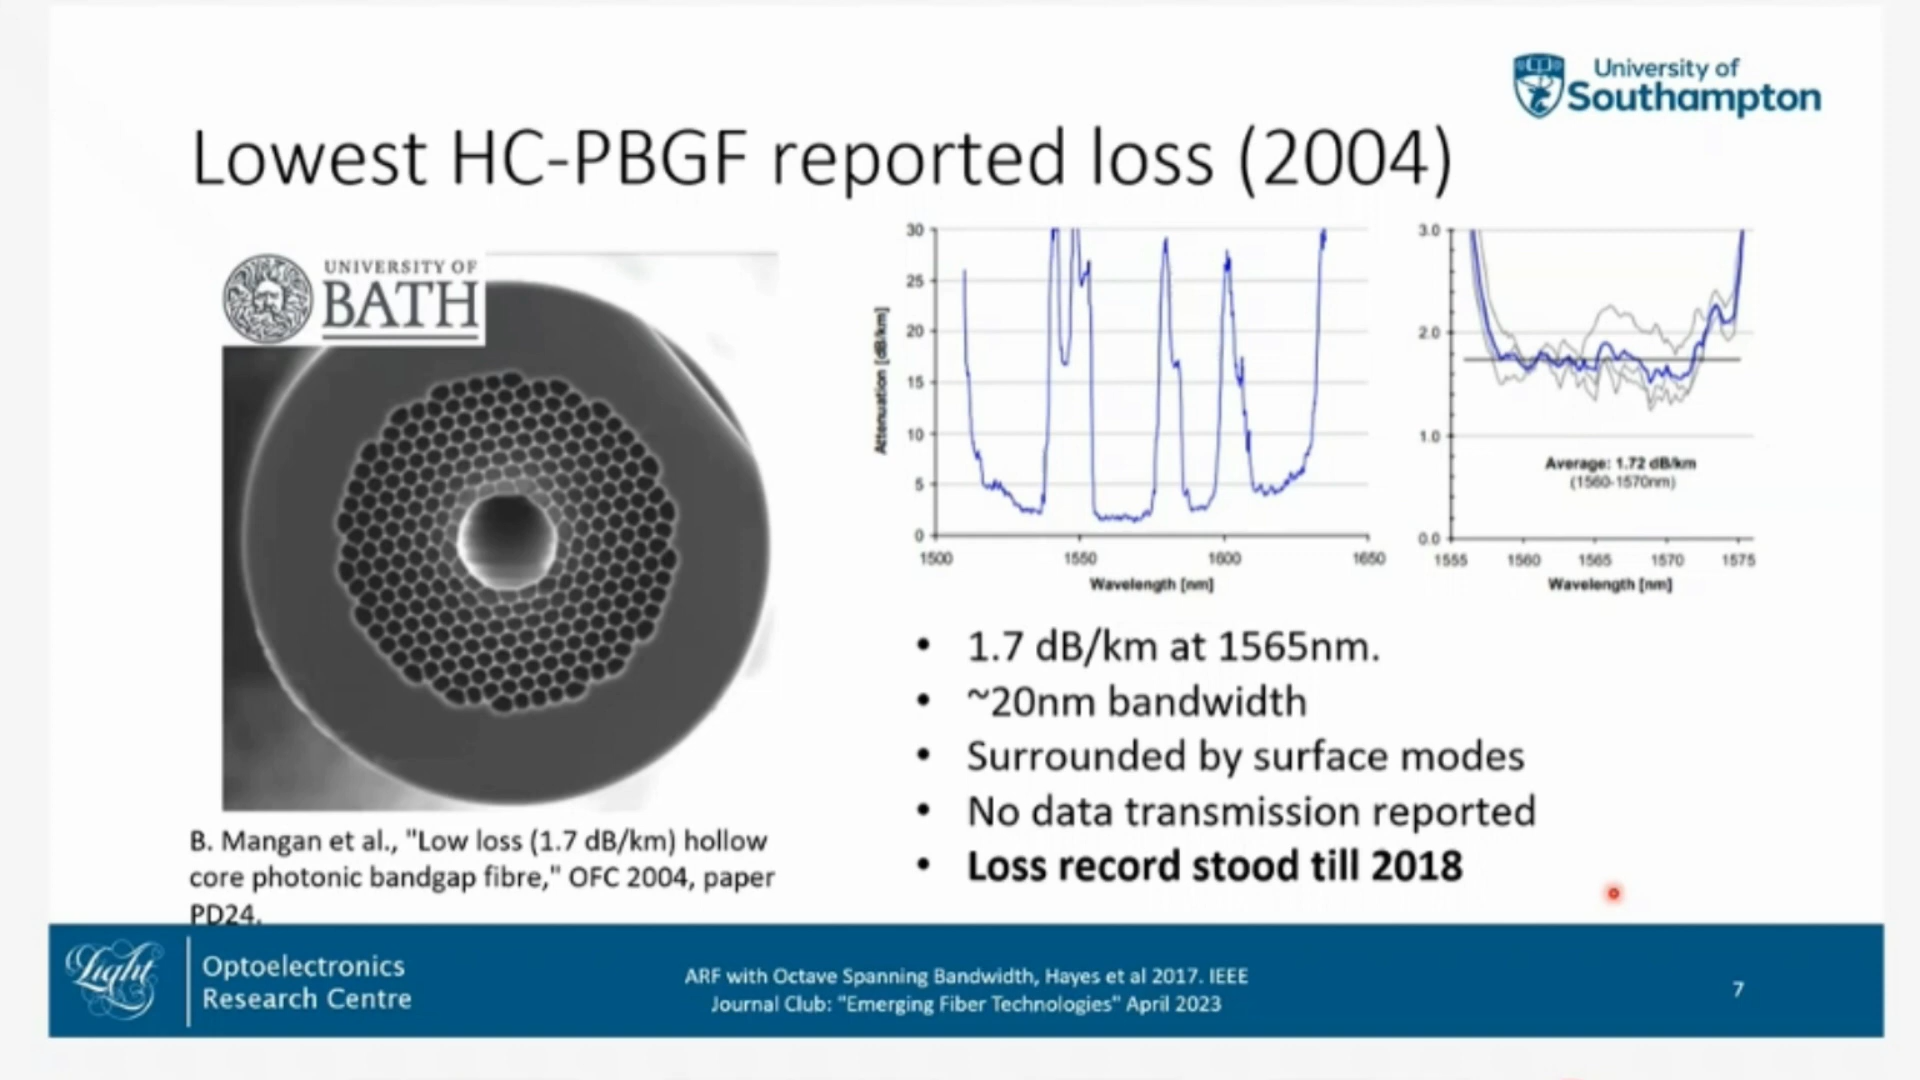 University of
Southampton
Lowest HC-PBGF reported loss (2004)
UNIVERSITY OF
BATH
30
25
20
15
10
5
0
Attenuation [dB/km]
1500
1550
1600
1650
Wavelength [nm]
3.0
2.0
1.0
0.0
Average: 1.72 dB/km
(1560-1570nm)
1555
1560
1565
1570
1575
Wavelength [nm]
• 1.7 dB/km at 1565nm.
• ~20nm bandwidth
• Surrounded by surface modes
• No data transmission reported
• Loss record stood till 2018
B. Mangan et al., "Low loss (1.7 dB/km) hollow
core photonic bandgap fibre," OFC 2004, paper
PD24.
Light
Optoelectronics
Research Centre
ARF with Octave Spanning Bandwidth, Hayes et al 2017. IEEE
Journal Club: "Emerging Fiber Technologies" April 2023
7